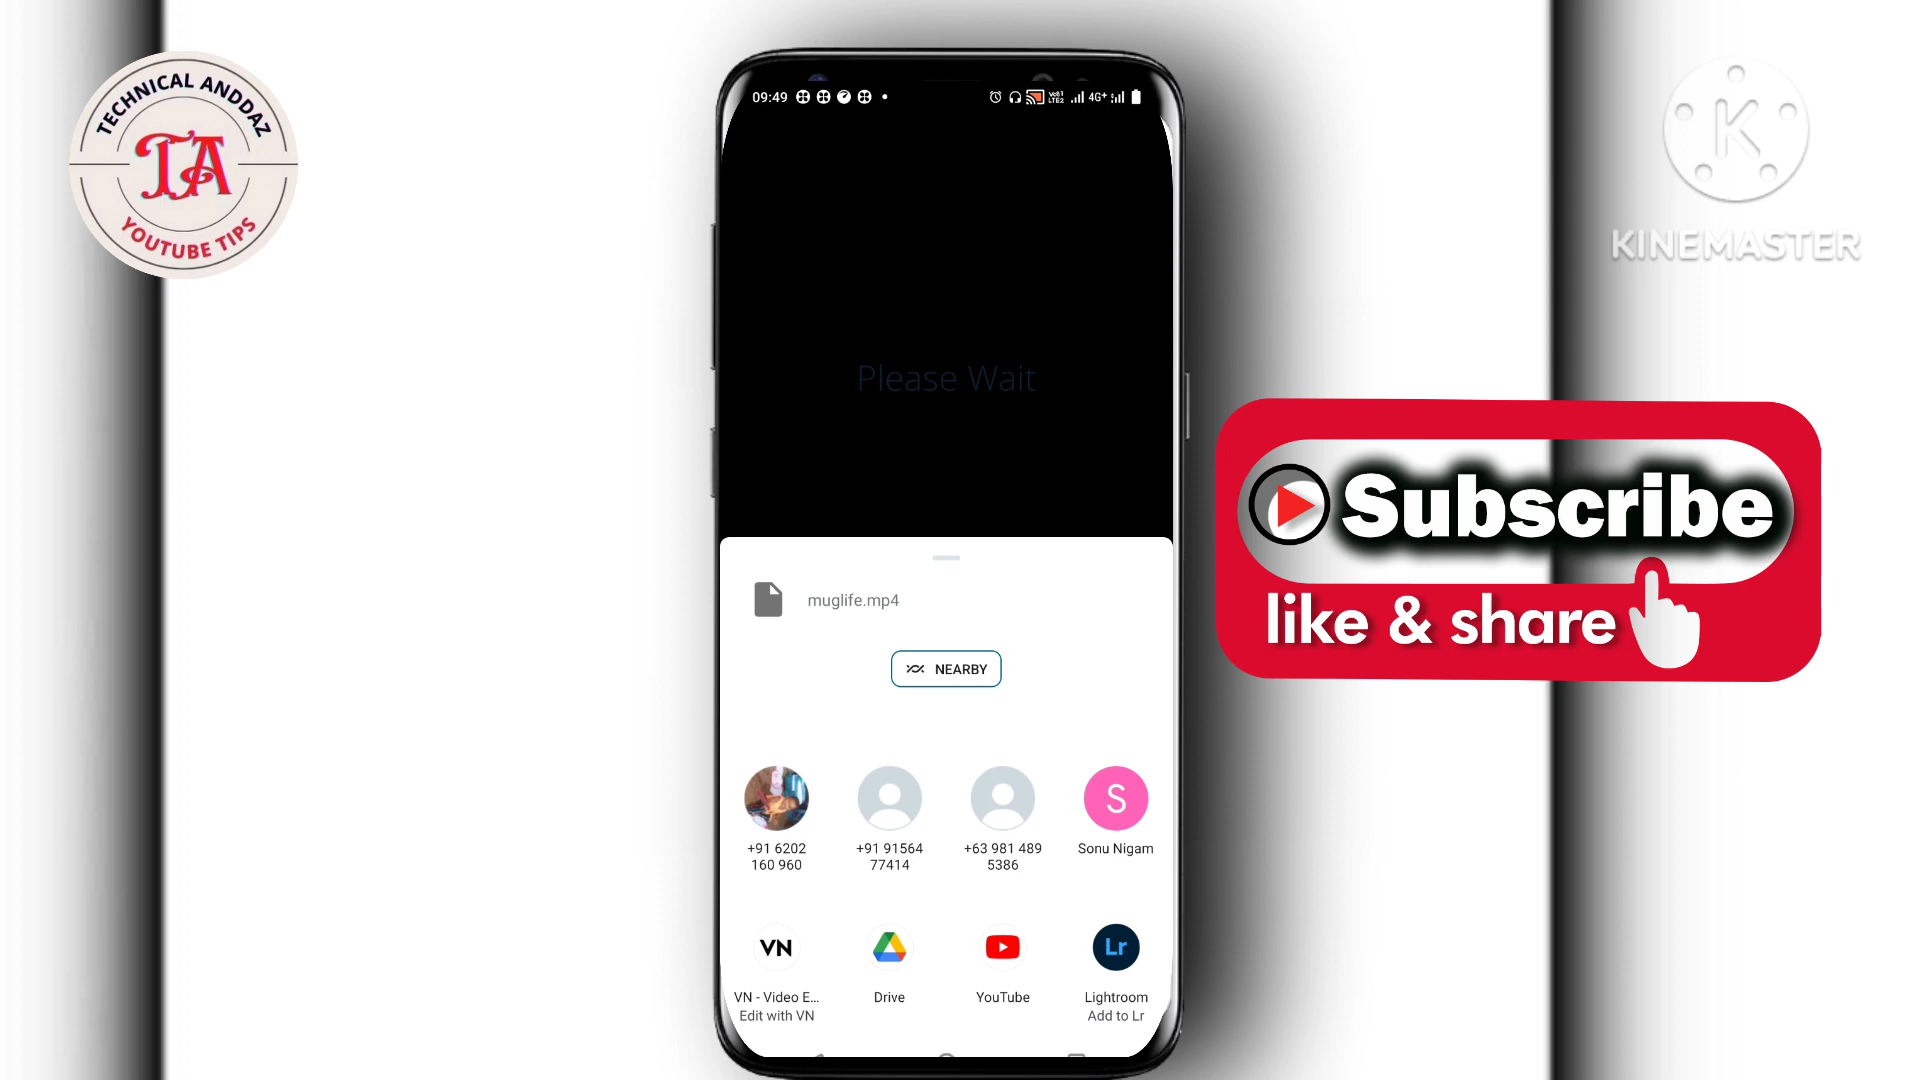 TECHNICAL ANDDAZ
TA
YOUTUBE TIPS
K
KINEMASTER
09:49
Vo81
LTE2
4G+
Please Wait
muglife.mp4
NEARBY
+91 6202
160 960
+91 91564
77414
+63 981 489
5386
S
Sonu Nigam
VN
VN - Video E...
Edit with VN
Drive
YouTube
Lr
Lightroom
Add to Lr
Subscribe
like & share